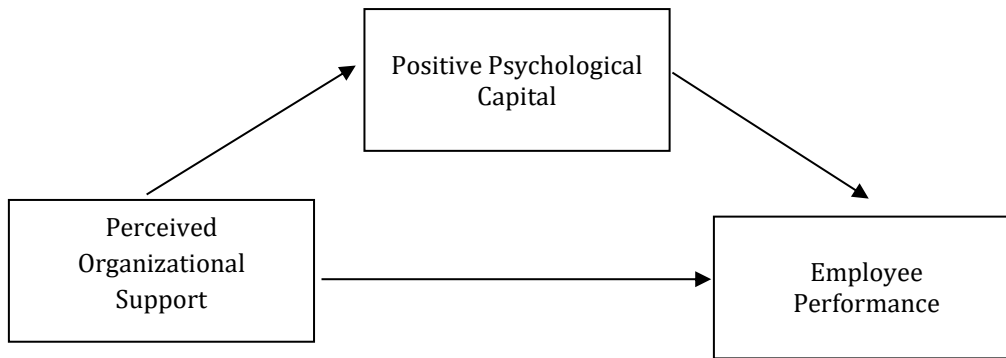 Positive Psychological
Capital
Perceived
Organizational
Support
Employee
Performance